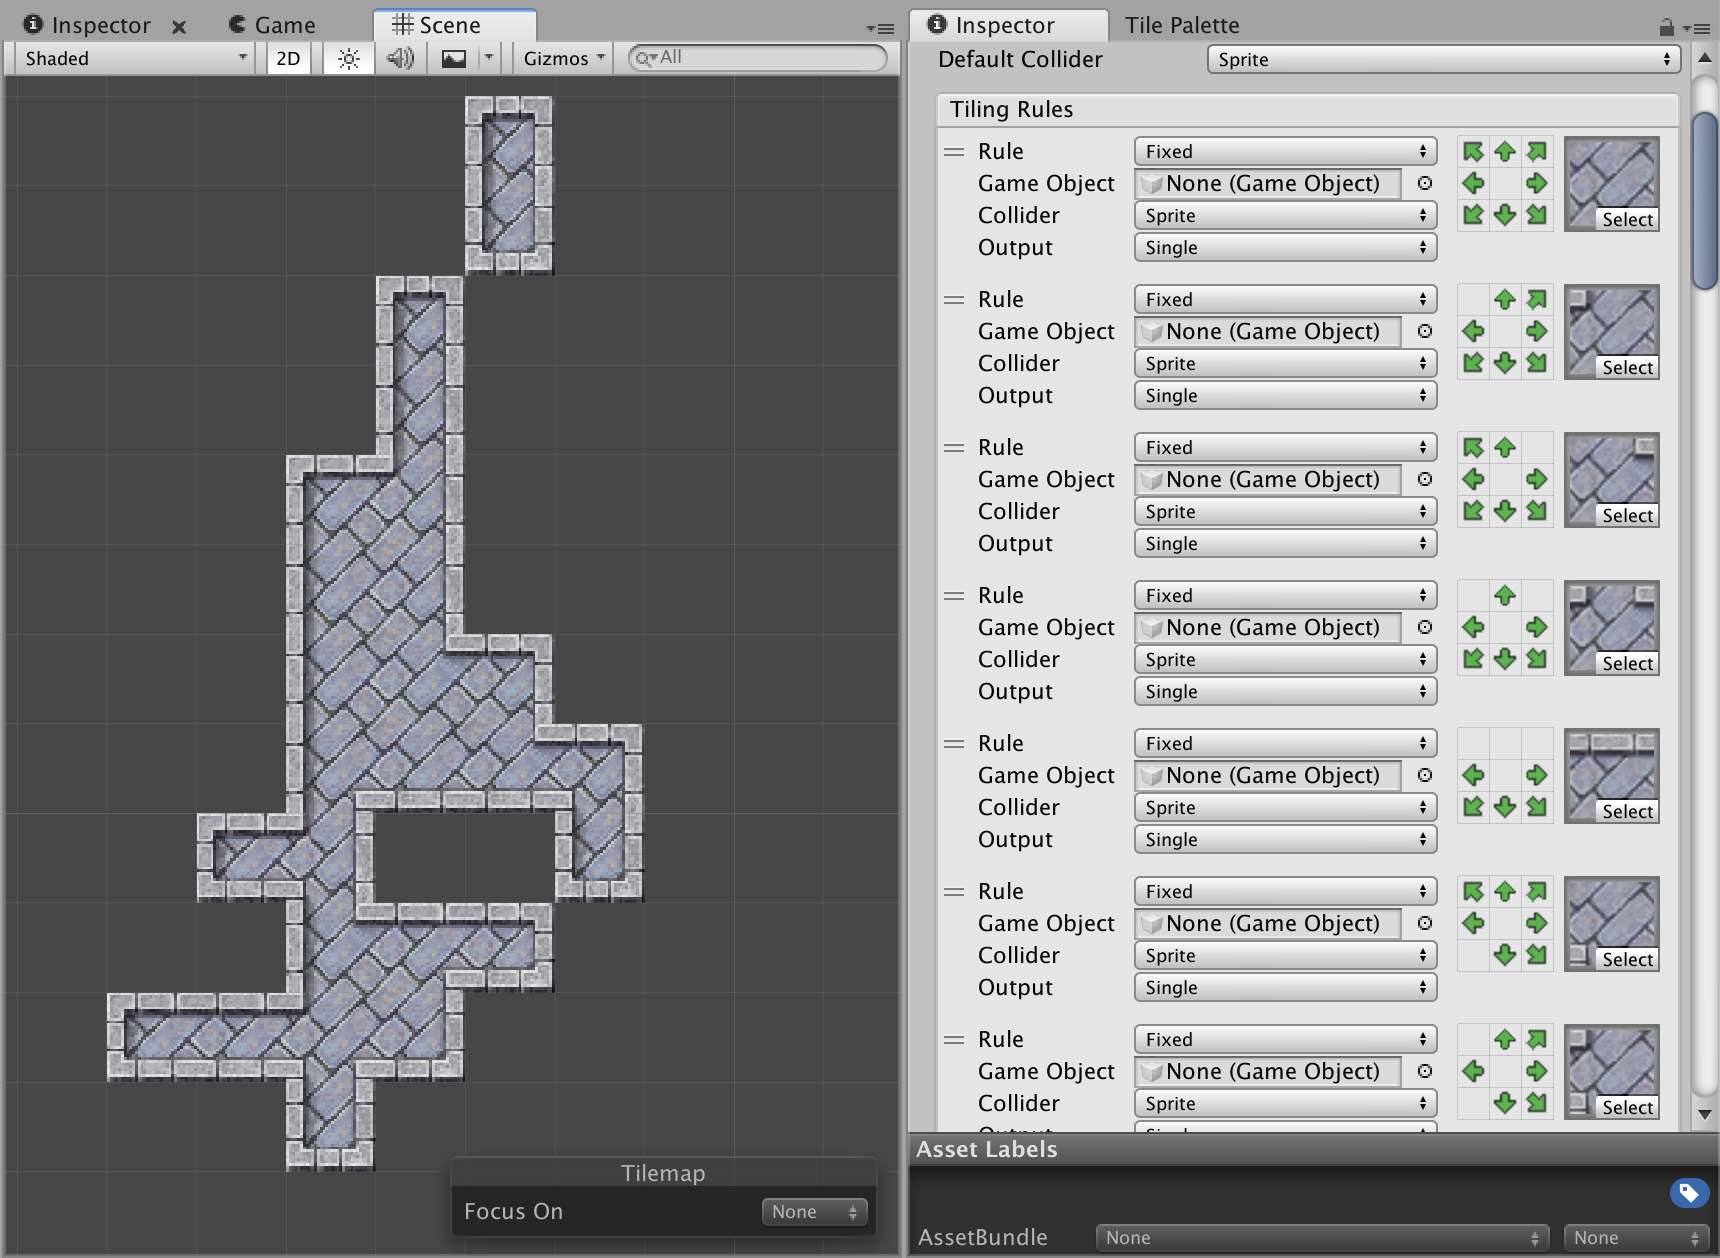 Inspector Game Scene
Shaded 2D Gizmos All
Tilemap
Focus On None
Inspector Tile Palette
Default Collider Sprite
Tiling Rules
Rule Fixed
Game Object None (Game Object)
Collider Sprite Select
Output Single
Rule Fixed
Game Object None (Game Object)
Collider Sprite Select
Output Single
Rule Fixed
Game Object None (Game Object)
Collider Sprite Select
Output Single
Rule Fixed
Game Object None (Game Object)
Collider Sprite Select
Output Single
Rule Fixed
Game Object None (Game Object)
Collider Sprite Select
Output Single
Rule Fixed
Game Object None (Game Object)
Collider Sprite Select
Output Single
Rule Fixed
Game Object None (Game Object)
Collider Sprite Select
Asset Labels
AssetBundle None None